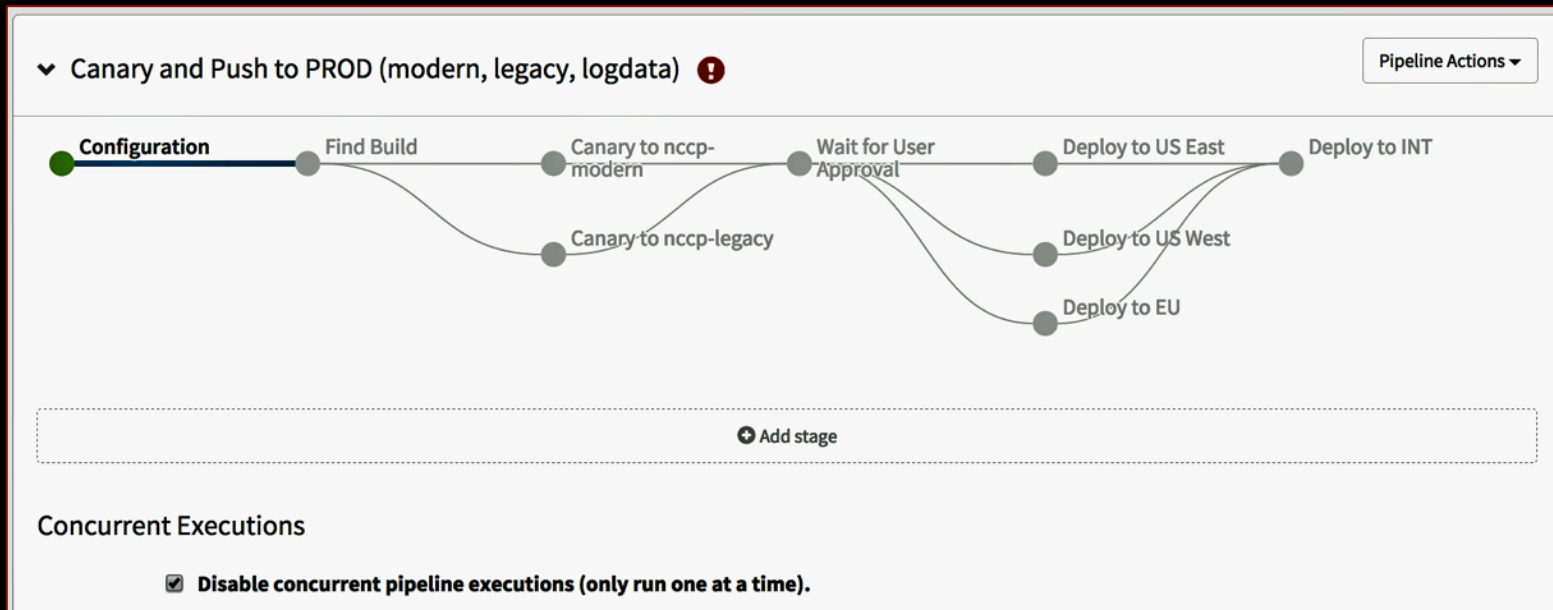 Canary and Push to PROD (modern, legacy, logdata)
Pipeline Actions
Configuration
Find Build
Canary to nccp-
modern
Wait for User
Approval
Deploy to US East
Deploy to INT
Canary to nccp-legacy
Deploy to US West
Deploy to EU
Add stage
Concurrent Executions
Disable concurrent pipeline executions (only run one at a time).